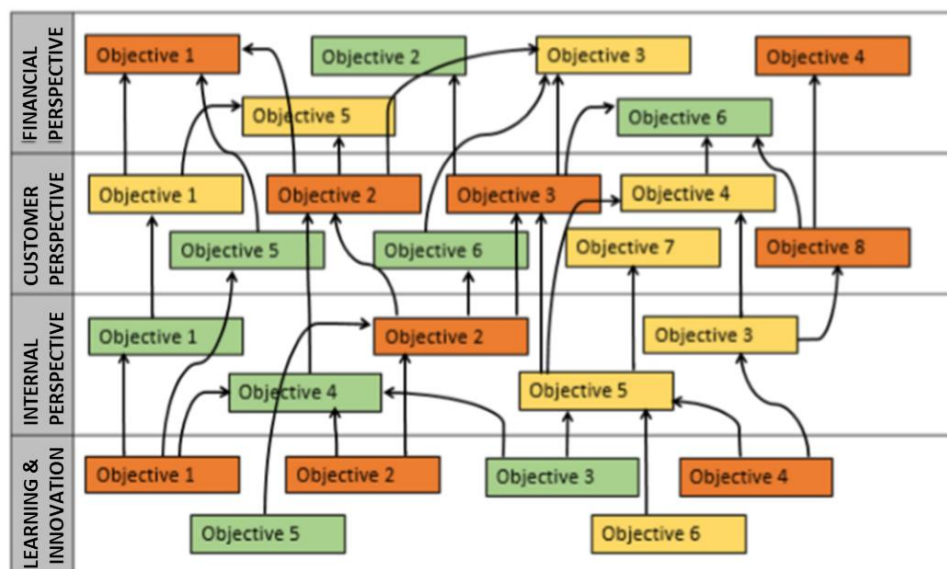 FINANCIAL
PERSPECTIVE
Objective 1
Objective 2
Objective 3
Objective 4
Objective 5
Objective 6
CUSTOMER
PERSPECTIVE
Objective 1
Objective 2
Objective 3
Objective 4
Objective 5
Objective 6
Objective 7
Objective 8
INTERNAL
PERSPECTIVE
Objective 1
Objective 2
Objective 3
Objective 4
Objective 5
LEARNING &
INNOVATION
Objective 1
Objective 2
Objective 3
Objective 4
Objective 5
Objective 6